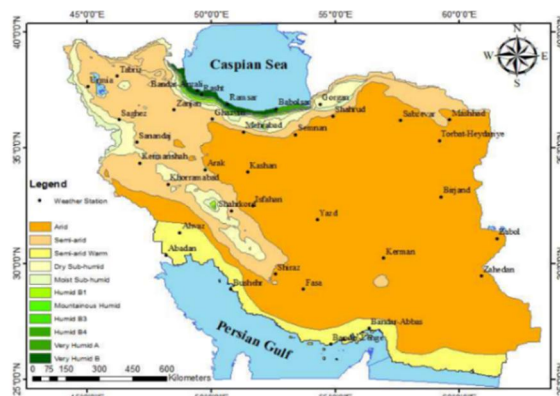 45°0'0"E 50°0'0"E 55°0'0"E 60°0'0"E
40°0'0"N
35°0'0"N
30°0'0"N
25°0'0"N
N
W E
S
Caspian Sea
Tabriz
Urmia
Rasht
Ramsar
Babolsar
Gorgan
Zanjan
Shahrud
Saghez
Mehrabad
Semnan
Sabzevar
Mashhad
Sanandaj
Torbat-Heydariye
Kermanshah
Arak
Kashan
Khorramabad
Birjand
Shahrekord
Isfahan
Yazd
Zabol
Ahvaz
Abadan
Kerman
Shiraz
Fasa
Zahedan
Bushehr
Bandar-Abbas
Persian Gulf
Legend
Weather Station
Arid
Semi-arid
Semi-arid Warm
Dry Sub-humid
Moist Sub-humid
Humid B1
Mountainous Humid
Humid B3
Humid B4
Very Humid A
Very Humid B
0 75 150 300 450 600
Kilometers